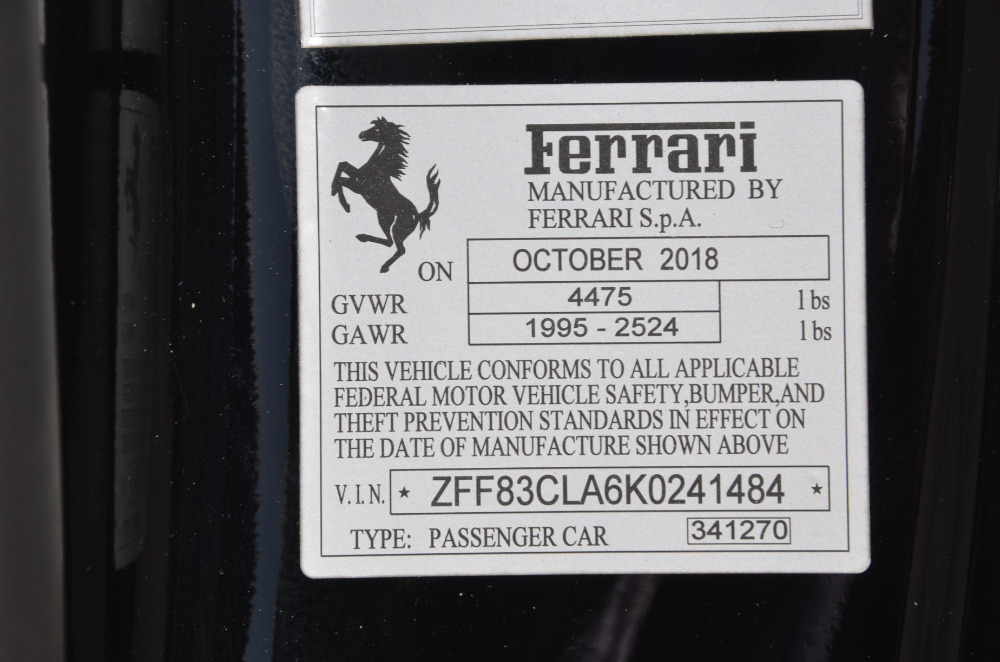 Ferrari
MANUFACTURED BY
FERRARI S.p.A.
ON OCTOBER 2018
GVWR 4475 lbs
GAWR 1995 - 2524 lbs
THIS VEHICLE CONFORMS TO ALL APPLICABLE
FEDERAL MOTOR VEHICLE SAFETY,BUMPER,AND
THEFT PREVENTION STANDARDS IN EFFECT ON
THE DATE OF MANUFACTURE SHOWN ABOVE
V.I.N. ★ ZFF83CLA6K0241484 ★
TYPE: PASSENGER CAR 341270